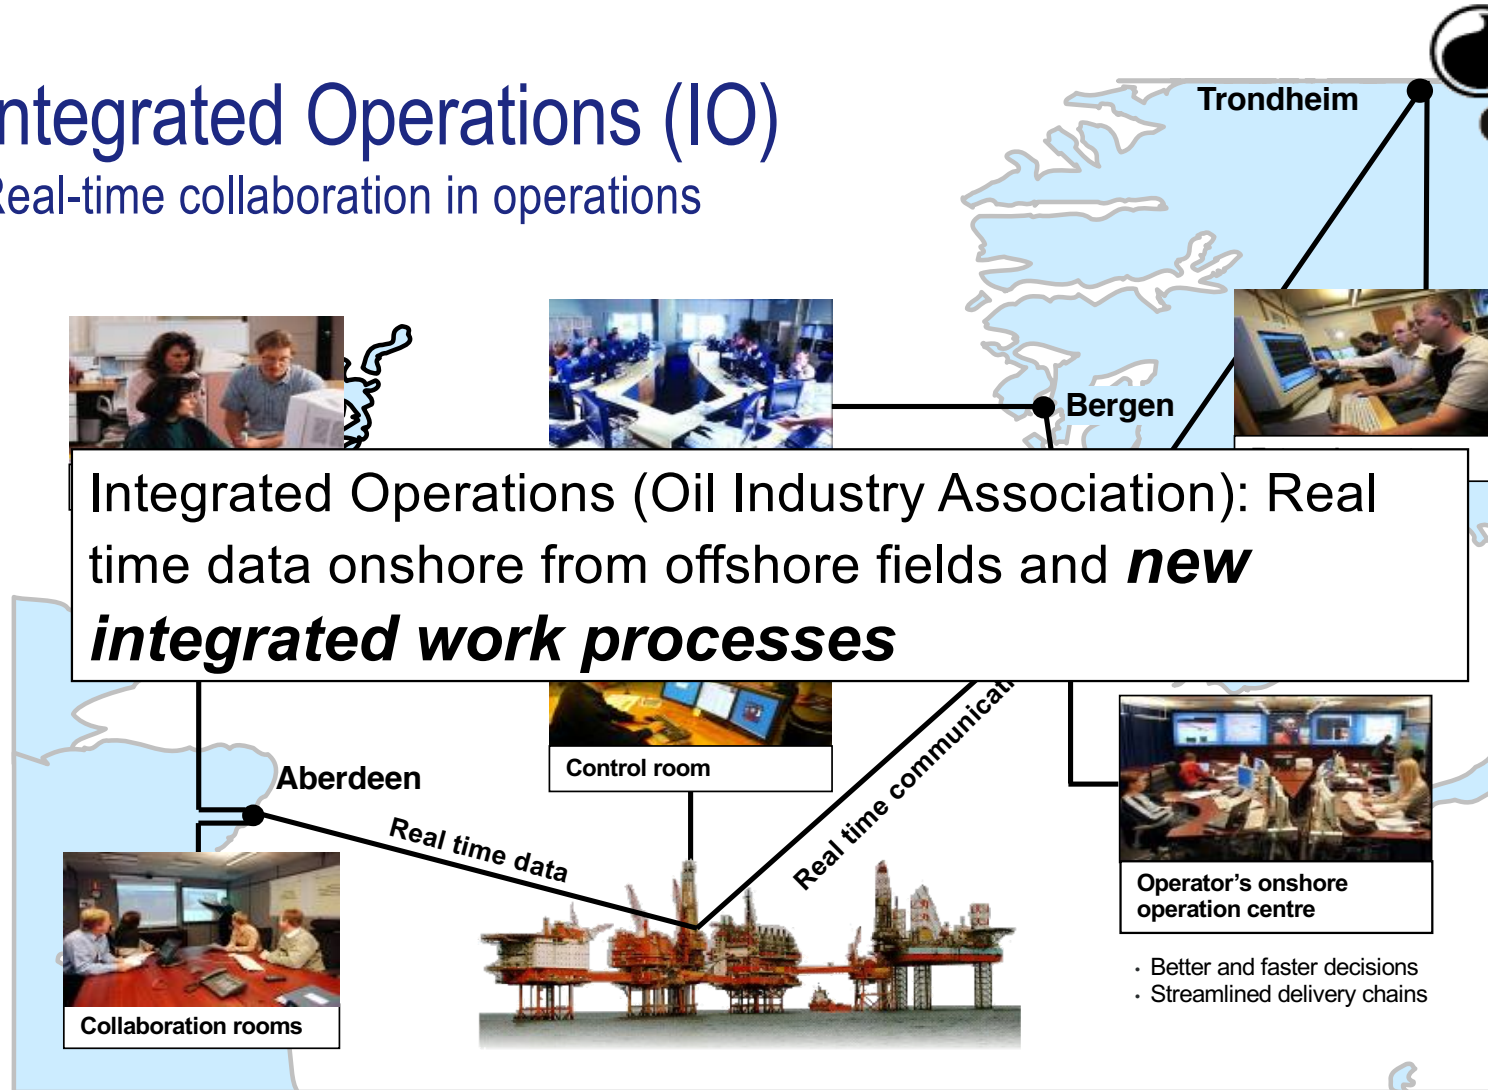 ntegrated Operations (IO)
Real-time collaboration in operations
Trondheim
Bergen
Integrated Operations (Oil Industry Association): Real
time data onshore from offshore fields and new
integrated work processes
Aberdeen
Control room
Real time data
Real time
Operator's onshore
operation centre
Collaboration rooms
• Better and faster decisions
• Streamlined delivery chains